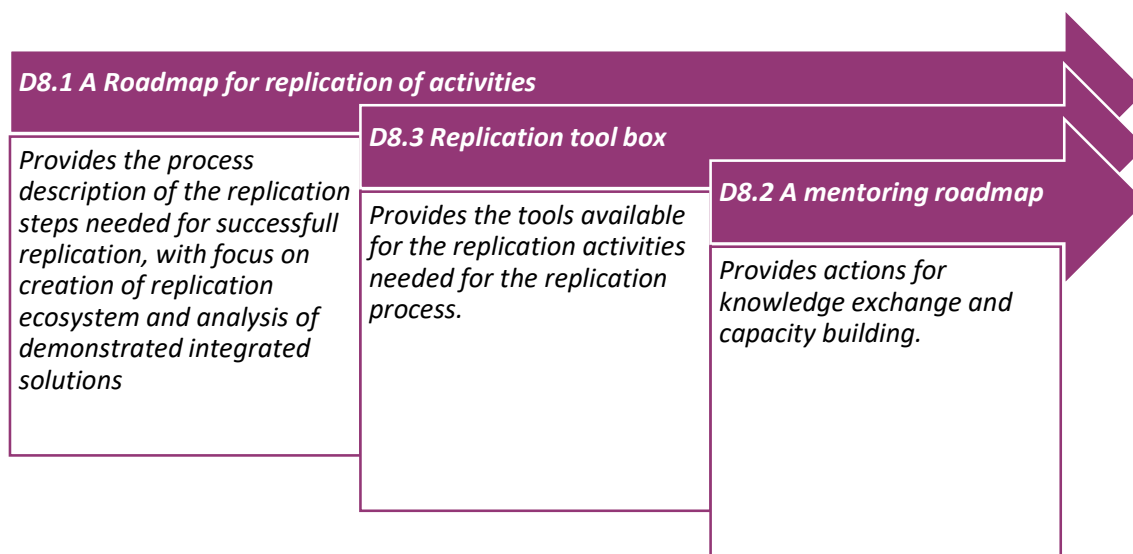 D8.1 A Roadmap for replication of activities
Provides the process
description of the replication
steps needed for successfull
replication, with focus on
creation of replication
ecosystem and analysis of
demonstrated integrated
solutions
D8.3 Replication tool box
Provides the tools available
for the replication activities
needed for the replication
process.
D8.2 A mentoring roadmap
Provides actions for
knowledge exchange and
capacity building.